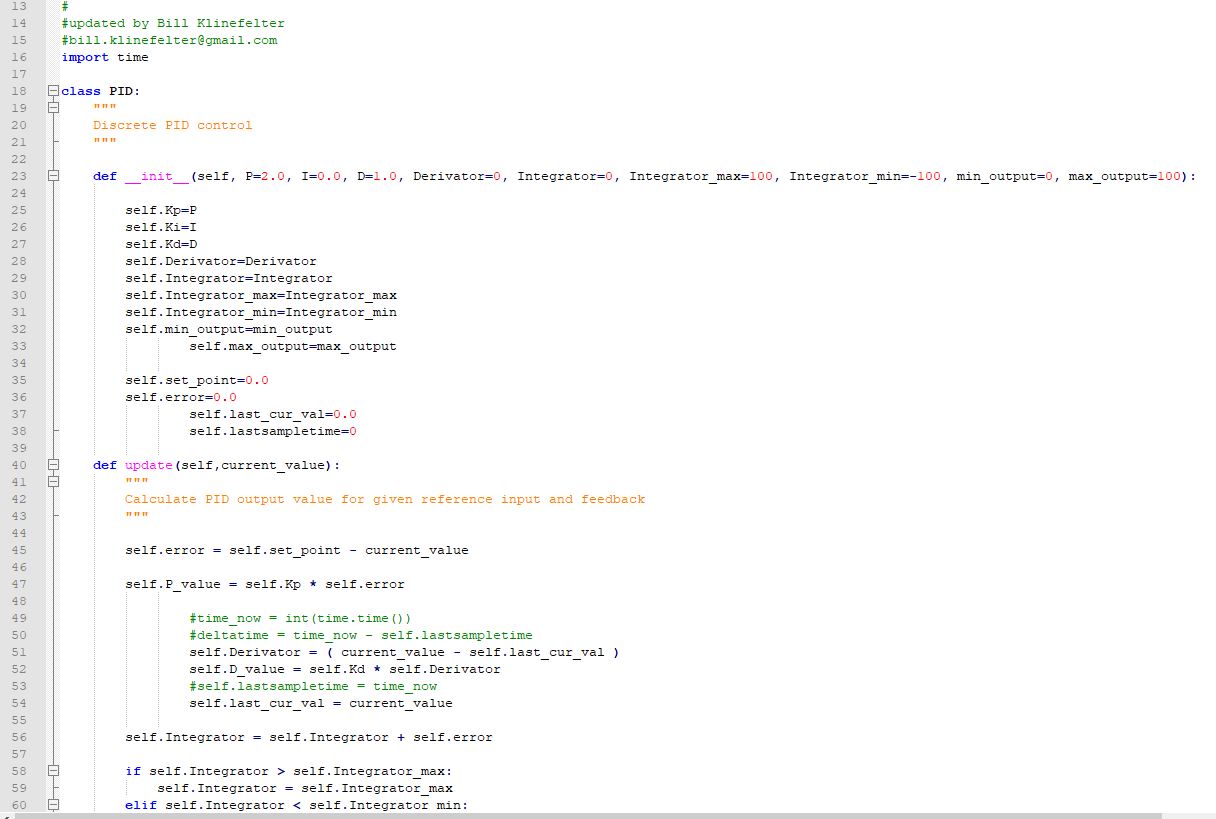 13 #
14 #updated by Bill Klinefelter
15 #bill.klinefelter@gmail.com
16 import time
17
18 class PID:
19     """
20     Discrete PID control
21     """
22
23     def __init__(self, P=2.0, I=0.0, D=1.0, Derivator=0, Integrator=0, Integrator_max=100, Integrator_min=-100, min_output=0, max_output=100):
24
25         self.Kp=P
26         self.Ki=I
27         self.Kd=D
28         self.Derivator=Derivator
29         self.Integrator=Integrator
30         self.Integrator_max=Integrator_max
31         self.Integrator_min=Integrator_min
32         self.min_output=min_output
33                 self.max_output=max_output
34
35         self.set_point=0.0
36         self.error=0.0
37                 self.last_cur_val=0.0
38                 self.lastsampletime=0
39
40     def update(self,current_value):
41         """
42         Calculate PID output value for given reference input and feedback
43         """
44
45         self.error = self.set_point - current_value
46
47         self.P_value = self.Kp * self.error
48
49                 #time_now = int(time.time())
50                 #deltatime = time_now - self.lastsampletime
51                 self.Derivator = ( current_value - self.last_cur_val )
52                 self.D_value = self.Kd * self.Derivator
53                 #self.lastsampletime = time_now
54                 self.last_cur_val = current_value
55
56         self.Integrator = self.Integrator + self.error
57
58         if self.Integrator > self.Integrator_max:
59             self.Integrator = self.Integrator_max
60         elif self.Integrator < self.Integrator_min: